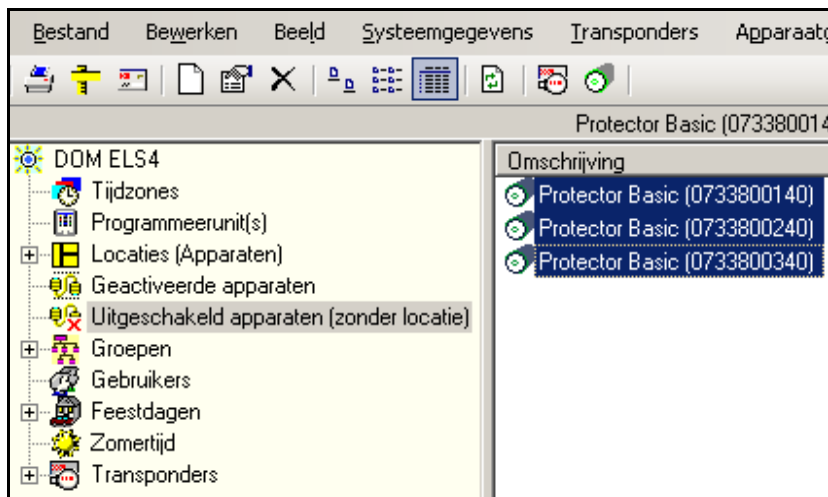 Bestand Bewerken Beeld Systeemgegevens Transponders Apparaatg
Protector Basic (073380014
DOM ELS4
Tijdzones
Programmeerunit(s)
Locaties (Apparaten)
Geactiveerde apparaten
Uitgeschakeld apparaten (zonder locatie)
Groepen
Gebruikers
Feestdagen
Zomertijd
Transponders
Omschrijving
Protector Basic (0733800140)
Protector Basic (0733800240)
Protector Basic (0733800340)